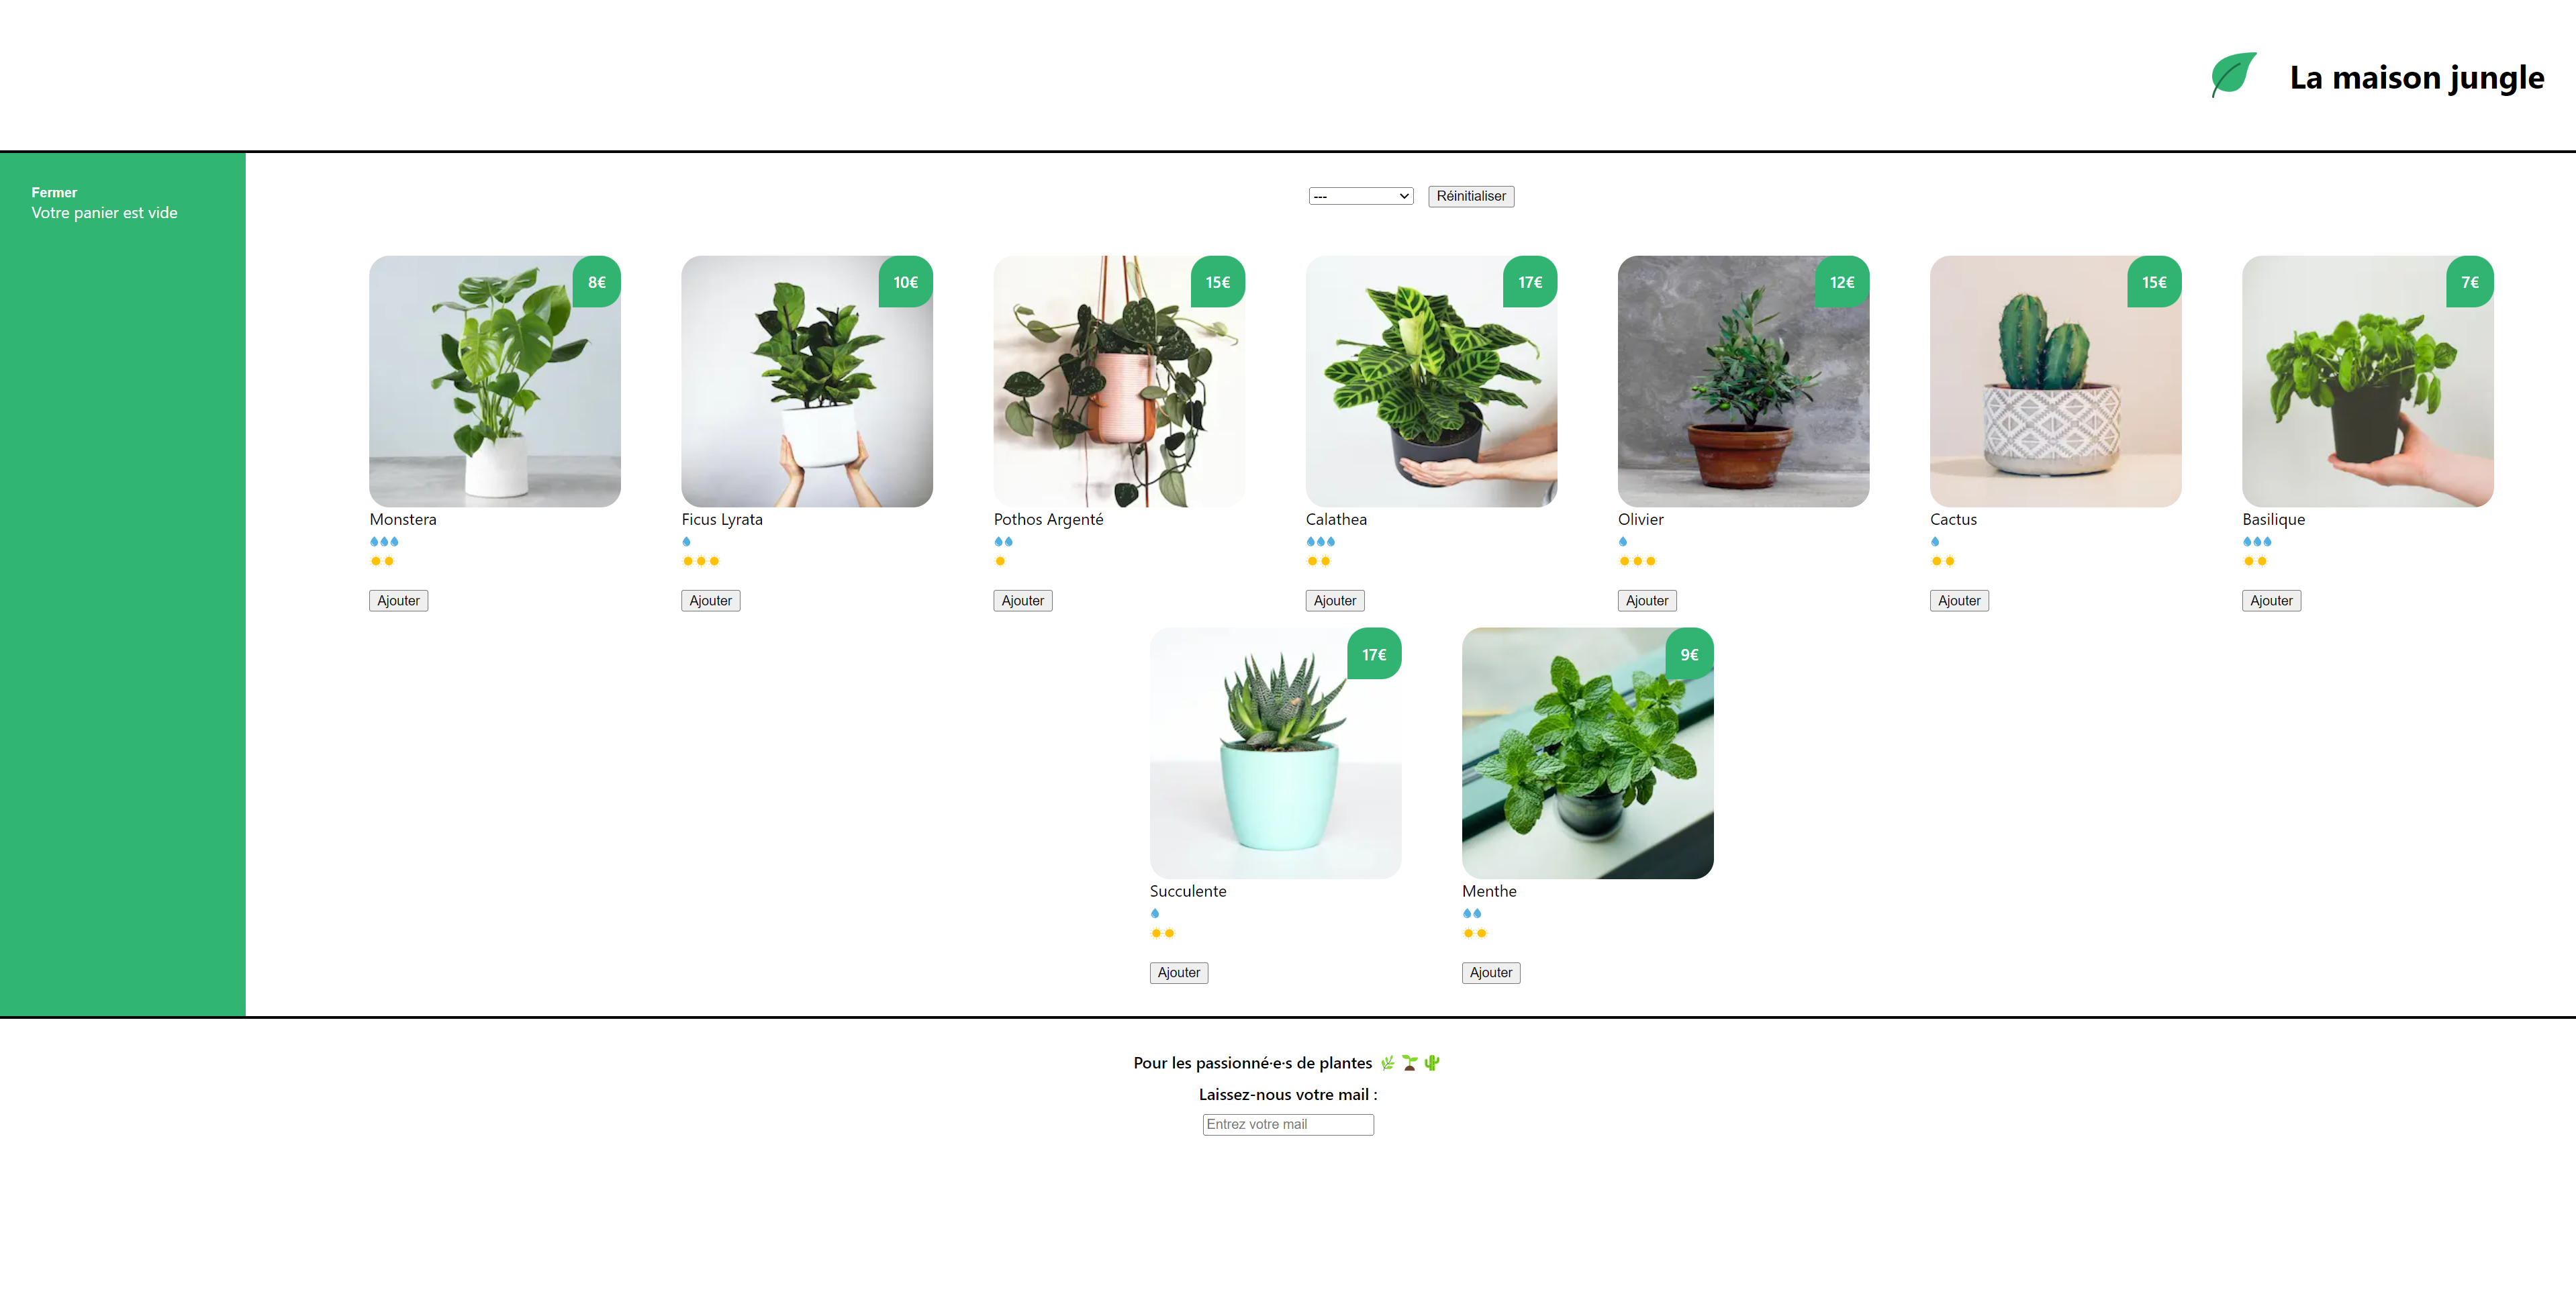 La maison jungle
Fermer
Votre panier est vide
---
Réinitialiser
8€
10€
15€
17€
12€
15€
7€
Monstera
Ficus Lyrata
Pothos Argenté
Calathea
Olivier
Cactus
Basilique
Ajouter
Ajouter
Ajouter
Ajouter
Ajouter
Ajouter
Ajouter
17€
9€
Succulente
Menthe
Ajouter
Ajouter
Pour les passionné·e·s de plantes 🌿🌱🌵
Laissez-nous votre mail :
Entrez votre mail